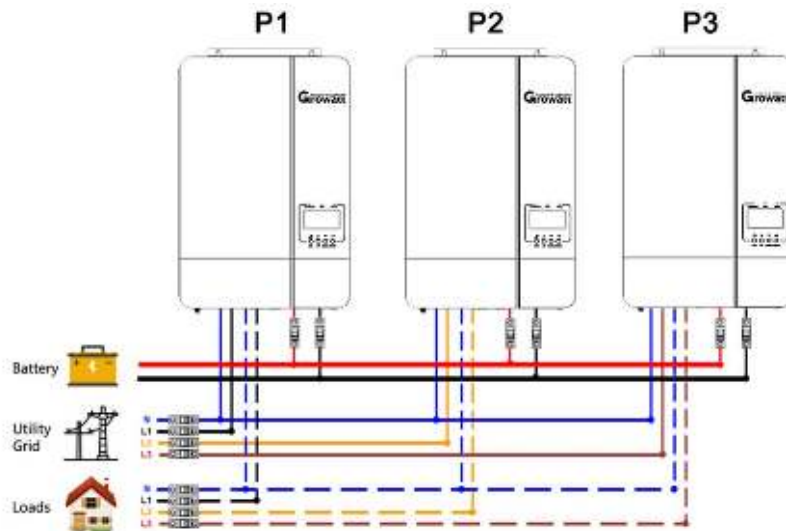 P1 P2 P3
Growatt Growatt Growatt
Battery
Utility
Grid
N
L1
L2
L3
Loads
N
L1
L2
L3